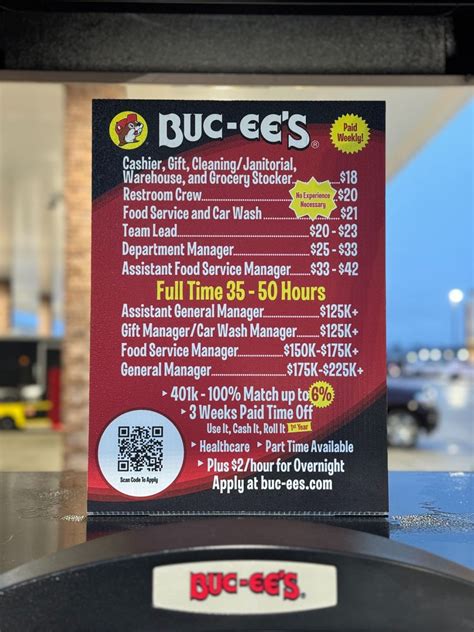 BUC-EE'S®
Paid Weekly!
Cashier, Gift, Cleaning/Janitorial,
Warehouse, and Grocery Stocker....$18
Restroom Crew $20
No Experience Necessary
Food Service and Car Wash $21
Team Lead $20 - $23
Department Manager $25 - $33
Assistant Food Service Manager $33 - $42
Full Time 35 - 50 Hours
Assistant General Manager $125K+
Gift Manager/Car Wash Manager $125K+
Food Service Manager $150K-$175K+
General Manager $175K-$225K+
‣ 401k - 100% Match up to 6%
‣ 3 Weeks Paid Time Off
Use It, Cash It, Roll It 1st Year
‣ Healthcare ‣ Part Time Available
‣ Plus $2/hour for Overnight
Apply at buc-ees.com
Scan Code To Apply
BUC-EE'S®